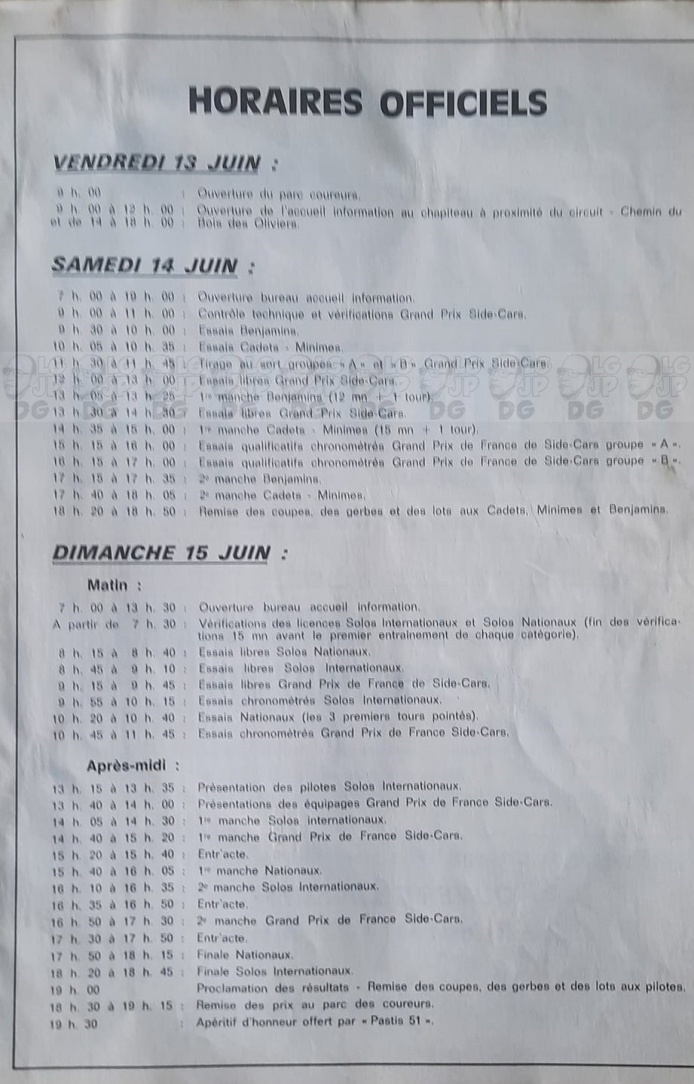 HORAIRES OFFICIELS
VENDREDI 13 JUIN :
9 h. 00 : Ouverture du parc coureurs.
9 h. 00 à 12 h. 00 : Ouverture de l'accueil information au chapiteau à proximité du circuit - Chemin du
et de 14 à 18 h. 00 : Bois des Oliviers.
SAMEDI 14 JUIN :
7 h. 00 à 19 h. 00 : Ouverture bureau accueil information.
9 h. 00 à 11 h. 00 : Contrôle technique et vérifications Grand Prix Side-Cars.
9 h. 30 à 10 h. 00 : Essais Benjamins.
10 h. 05 à 10 h. 35 : Essais Cadets - Minimes.
11 h. 30 à 11 h. 45 : Tirage au sort groupes « A » et « B » Grand Prix Side-Cars.
12 h. 00 à 13 h. 00 : Essais libres Grand Prix Side-Cars.
13 h. 05 à 13 h. 25 : 1re manche Benjamins (12 mn + 1 tour).
13 h. 30 à 14 h. 30 : Essais libres Grand Prix Side-Cars.
14 h. 35 à 15 h. 00 : 1re manche Cadets - Minimes (15 mn + 1 tour).
15 h. 15 à 16 h. 00 : Essais qualificatifs chronométrés Grand Prix de France de Side-Cars groupe « A ».
16 h. 15 à 17 h. 00 : Essais qualificatifs chronométrés Grand Prix de France de Side-Cars groupe « B ».
17 h. 15 à 17 h. 35 : 2e manche Benjamins.
17 h. 40 à 18 h. 05 : 2e manche Cadets - Minimes.
18 h. 20 à 18 h. 50 : Remise des coupes, des gerbes et des lots aux Cadets, Minimes et Benjamins.
DIMANCHE 15 JUIN :
Matin :
7 h. 00 à 13 h. 30 : Ouverture bureau accueil information.
A partir de 7 h. 30 : Vérifications des licences Solos Internationaux et Solos Nationaux (fin des vérifica-
tions 15 mn avant le premier entraînement de chaque catégorie).
8 h. 15 à 8 h. 40 : Essais libres Solos Nationaux.
8 h. 45 à 9 h. 10 : Essais libres Solos Internationaux.
9 h. 15 à 9 h. 45 : Essais libres Grand Prix de France de Side-Cars.
9 h. 55 à 10 h. 15 : Essais chronométrés Solos Internationaux.
10 h. 20 à 10 h. 40 : Essais Nationaux (les 3 premiers tours pointés).
10 h. 45 à 11 h. 45 : Essais chronométrés Grand Prix de France Side-Cars.
Après-midi :
13 h. 15 à 13 h. 35 : Présentation des pilotes Solos Internationaux.
13 h. 40 à 14 h. 00 : Présentations des équipages Grand Prix de France Side-Cars.
14 h. 05 à 14 h. 30 : 1re manche Solos internationaux.
14 h. 40 à 15 h. 20 : 1re manche Grand Prix de France Side-Cars.
15 h. 20 à 15 h. 40 : Entr'acte.
15 h. 40 à 16 h. 05 : 1re manche Nationaux.
16 h. 10 à 16 h. 35 : 2e manche Solos Internationaux.
16 h. 35 à 16 h. 50 : Entr'acte.
16 h. 50 à 17 h. 30 : 2e manche Grand Prix de France Side-Cars.
17 h. 30 à 17 h. 50 : Entr'acte.
17 h. 50 à 18 h. 15 : Finale Nationaux.
18 h. 20 à 18 h. 45 : Finale Solos Internationaux.
19 h. 00 Proclamation des résultats - Remise des coupes, des gerbes et des lots aux pilotes.
18 h. 30 à 19 h. 15 : Remise des prix au parc des coureurs.
19 h. 30 : Apéritif d'honneur offert par « Pastis 51 ».